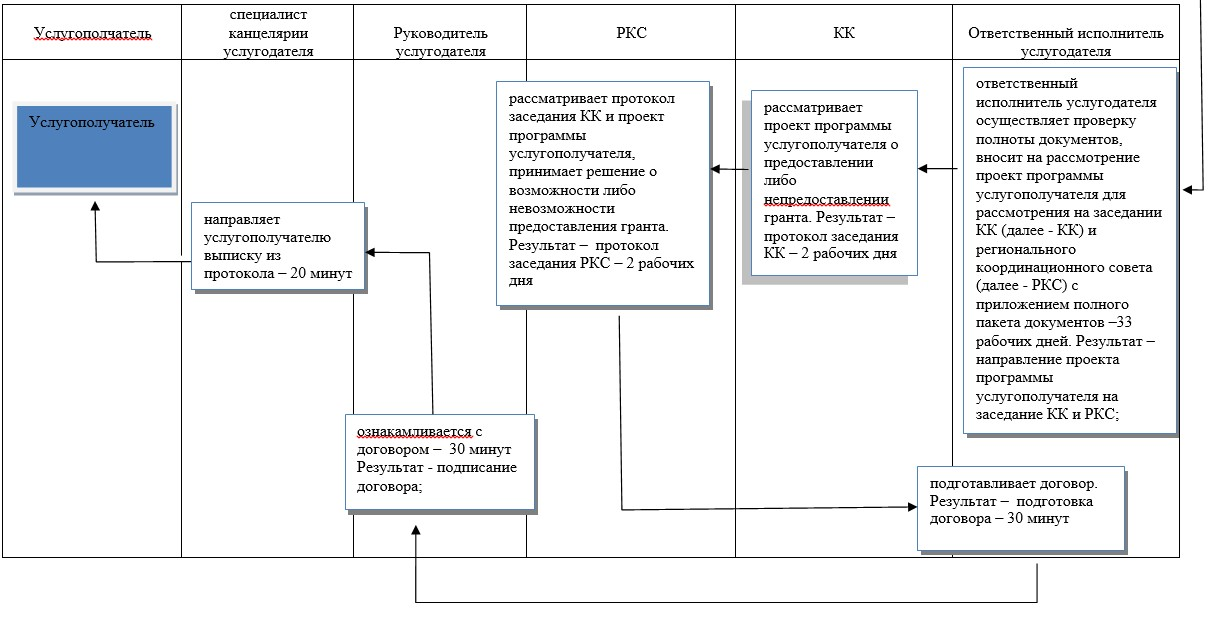 Услугополчатель
специалист
канцелярии
услугодателя
Руководитель
услугодателя
РКС
КК
Ответственный исполнитель
услугодателя
Услугополучатель
направляет
услугополучателю
выписку из
протокола – 20 минут
ознакамливается с
договором – 30 минут
Результат - подписание
договора;
рассматривает протокол
заседания КК и проект
программы
услугополучателя,
принимает решение о
возможности либо
невозможности
предоставления гранта.
Результат – протокол
заседания РКС – 2 рабочих
дня
рассматривает
проект программы
услугополучателя о
предоставлении
либо
непредоставлении
гранта. Результат –
протокол заседания
КК – 2 рабочих дня
ответственный
исполнитель услугодателя
осуществляет проверку
полноты документов,
вносит на рассмотрение
проект программы
услугополучателя для
рассмотрения на заседании
КК (далее - КК) и
регионального
координационного совета
(далее - РКС) с
приложением полного
пакета документов –33
рабочих дней. Результат –
направление проекта
программы
услугополучателя на
заседание КК и РКС;
подготавливает договор.
Результат – подготовка
договора – 30 минут